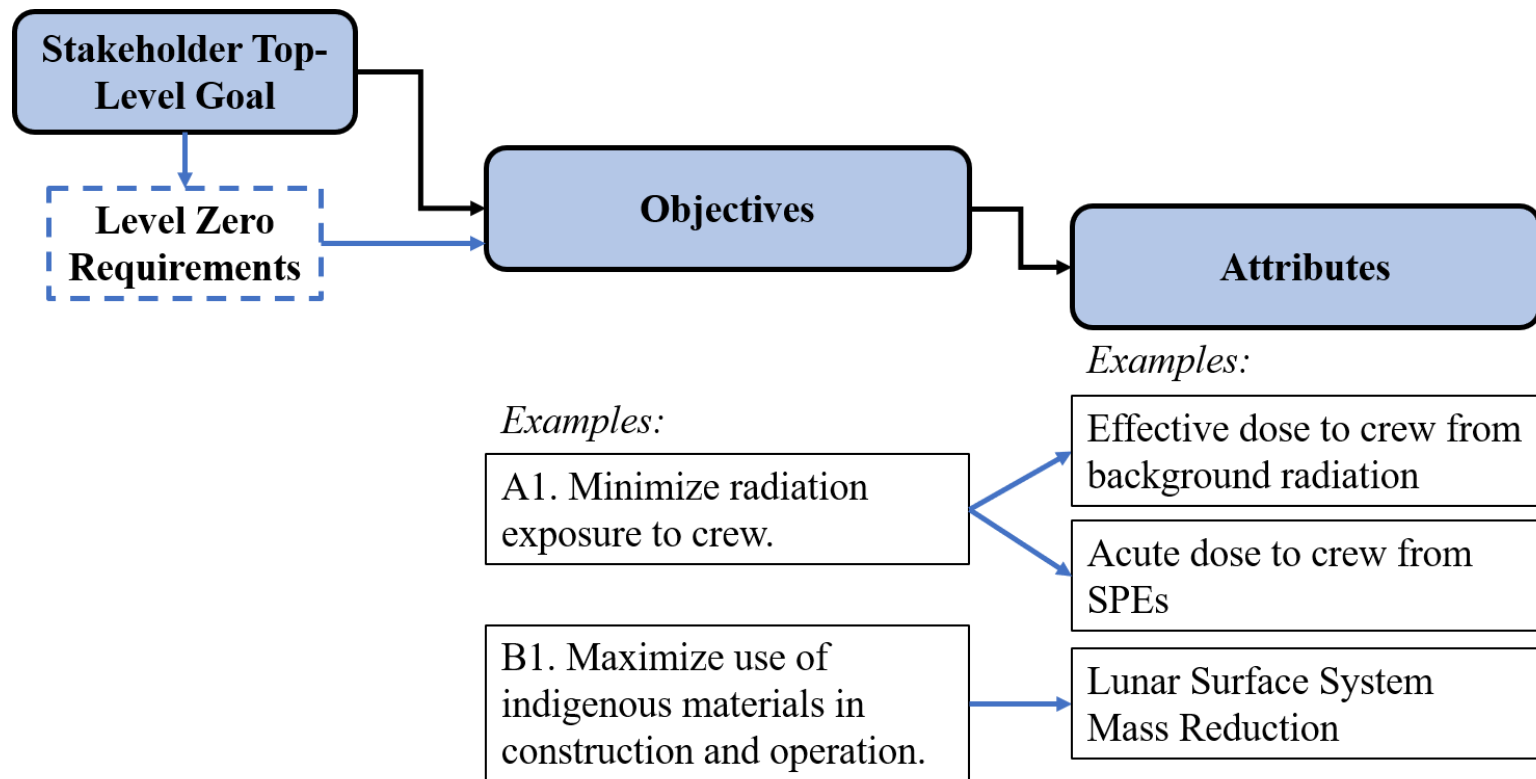 Stakeholder Top-
Level Goal
Level Zero
Requirements
Objectives
Attributes
Examples:
A1. Minimize radiation
exposure to crew.
B1. Maximize use of
indigenous materials in
construction and operation.
Examples:
Effective dose to crew from
background radiation
Acute dose to crew from
SPEs
Lunar Surface System
Mass Reduction